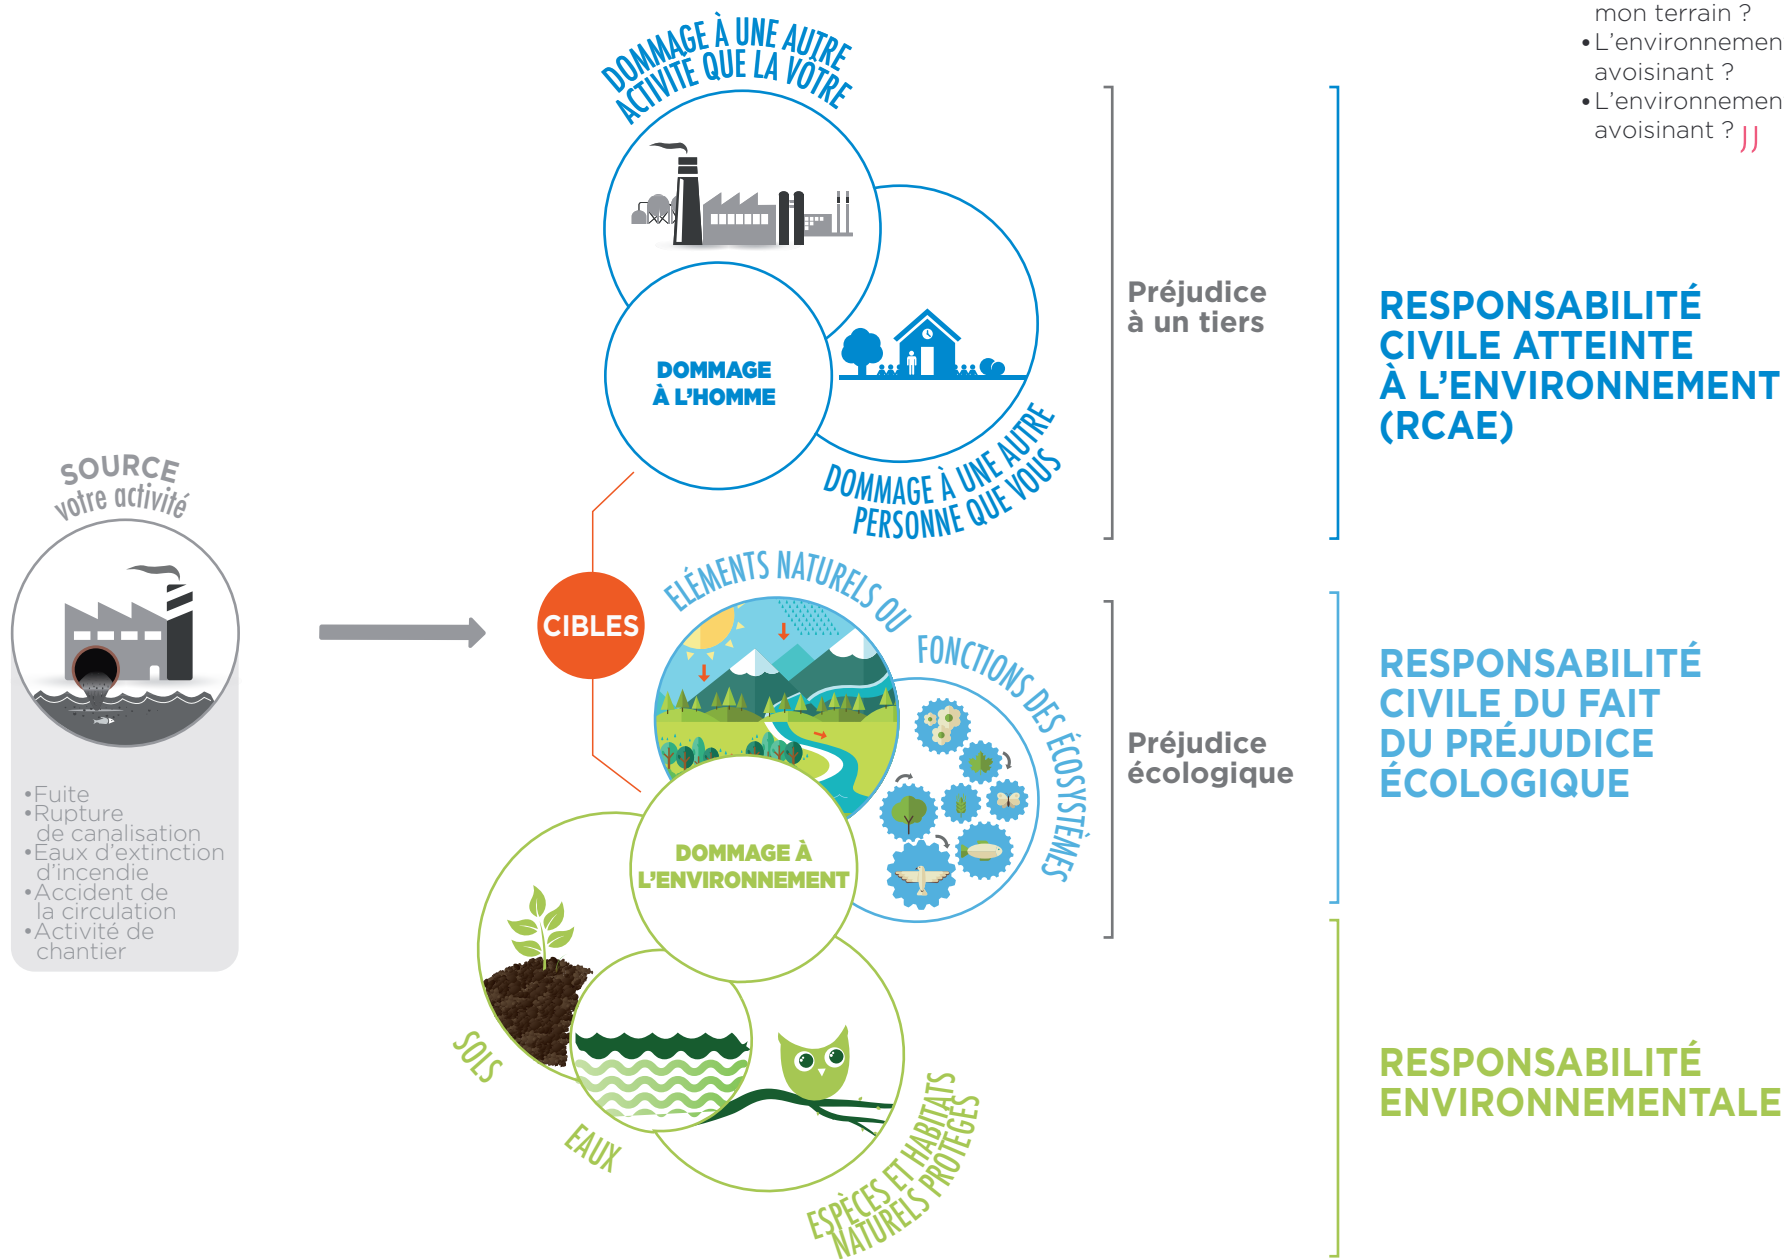 mon terrain ?
•L’environnemen
avoisinant ?
•L’environnemen
avoisinant ?
DOMMAGE À UNE AUTRE
ACTIVITÉ QUE LA VÔTRE
DOMMAGE
À L’HOMME
DOMMAGE À UNE AUTRE
PERSONNE QUE VOUS
Préjudice
à un tiers
RESPONSABILITÉ
CIVILE ATTEINTE
À L’ENVIRONNEMENT
(RCAE)
SOURCE
votre activité
•Fuite
•Rupture
de canalisation
•Eaux d’extinction
d’incendie
•Accident de
la circulation
•Activité de
chantier
CIBLES
ELÉMENTS NATURELS OU
FONCTIONS DES ÉCOSYSTÈMES
Préjudice
écologique
RESPONSABILITÉ
CIVILE DU FAIT
DU PRÉJUDICE
ÉCOLOGIQUE
DOMMAGE À
L’ENVIRONNEMENT
SOLS
EAUX
ESPÈCES ET HABITATS
NATURELS PROTÉGÉS
RESPONSABILITÉ
ENVIRONNEMENTALE